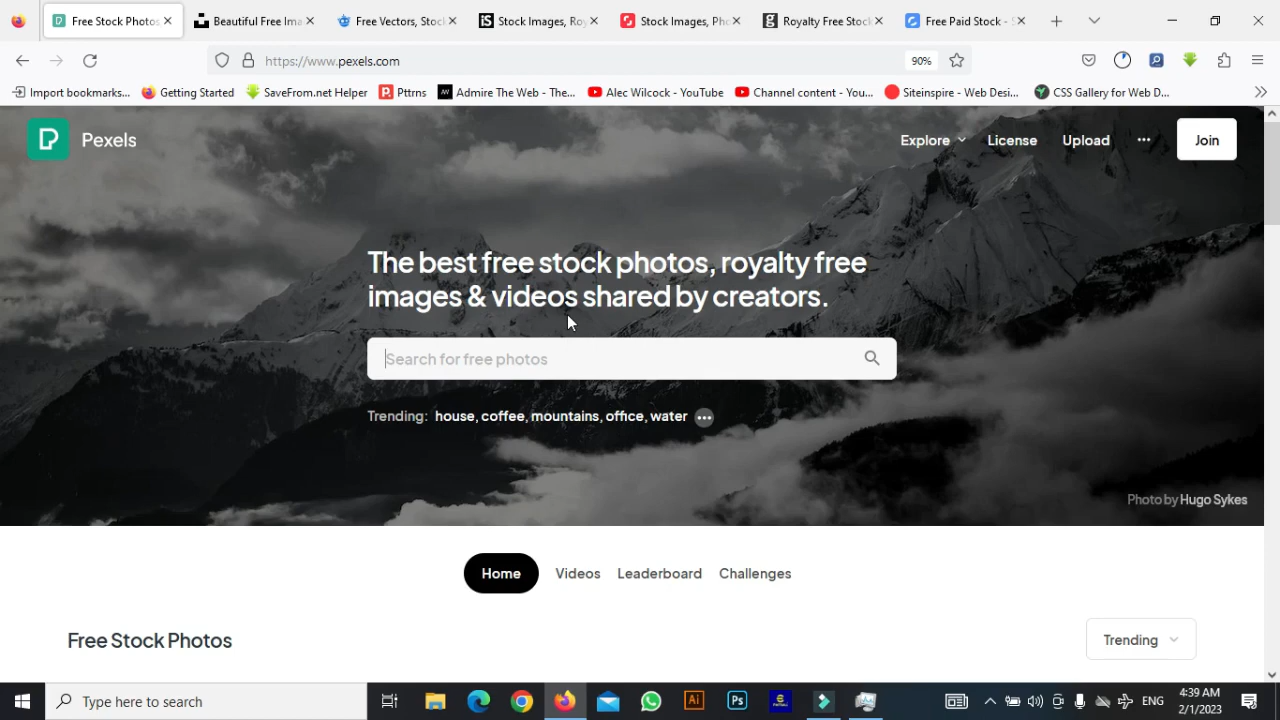 Free Stock Photos
Beautiful Free Ima
Free Vectors, Stock
iS Stock Images, Roy
Stock Images, Pho
g Royalty Free Stock
Free Paid Stock - S
https://www.pexels.com
90%
Import bookmarks...
Getting Started
SaveFrom.net Helper
Pttrns
Admire The Web - The...
Alec Wilcock - YouTube
Channel content - You...
Siteinspire - Web Desi...
CSS Gallery for Web D...
Pexels
Explore
License
Upload
Join
The best free stock photos, royalty free
images & videos shared by creators.
Search for free photos
Trending: house, coffee, mountains, office, water
Photo by Hugo Sykes
Home
Videos
Leaderboard
Challenges
Free Stock Photos
Trending
Type here to search
Ai
Ps
ENG
4:39 AM
2/1/2023